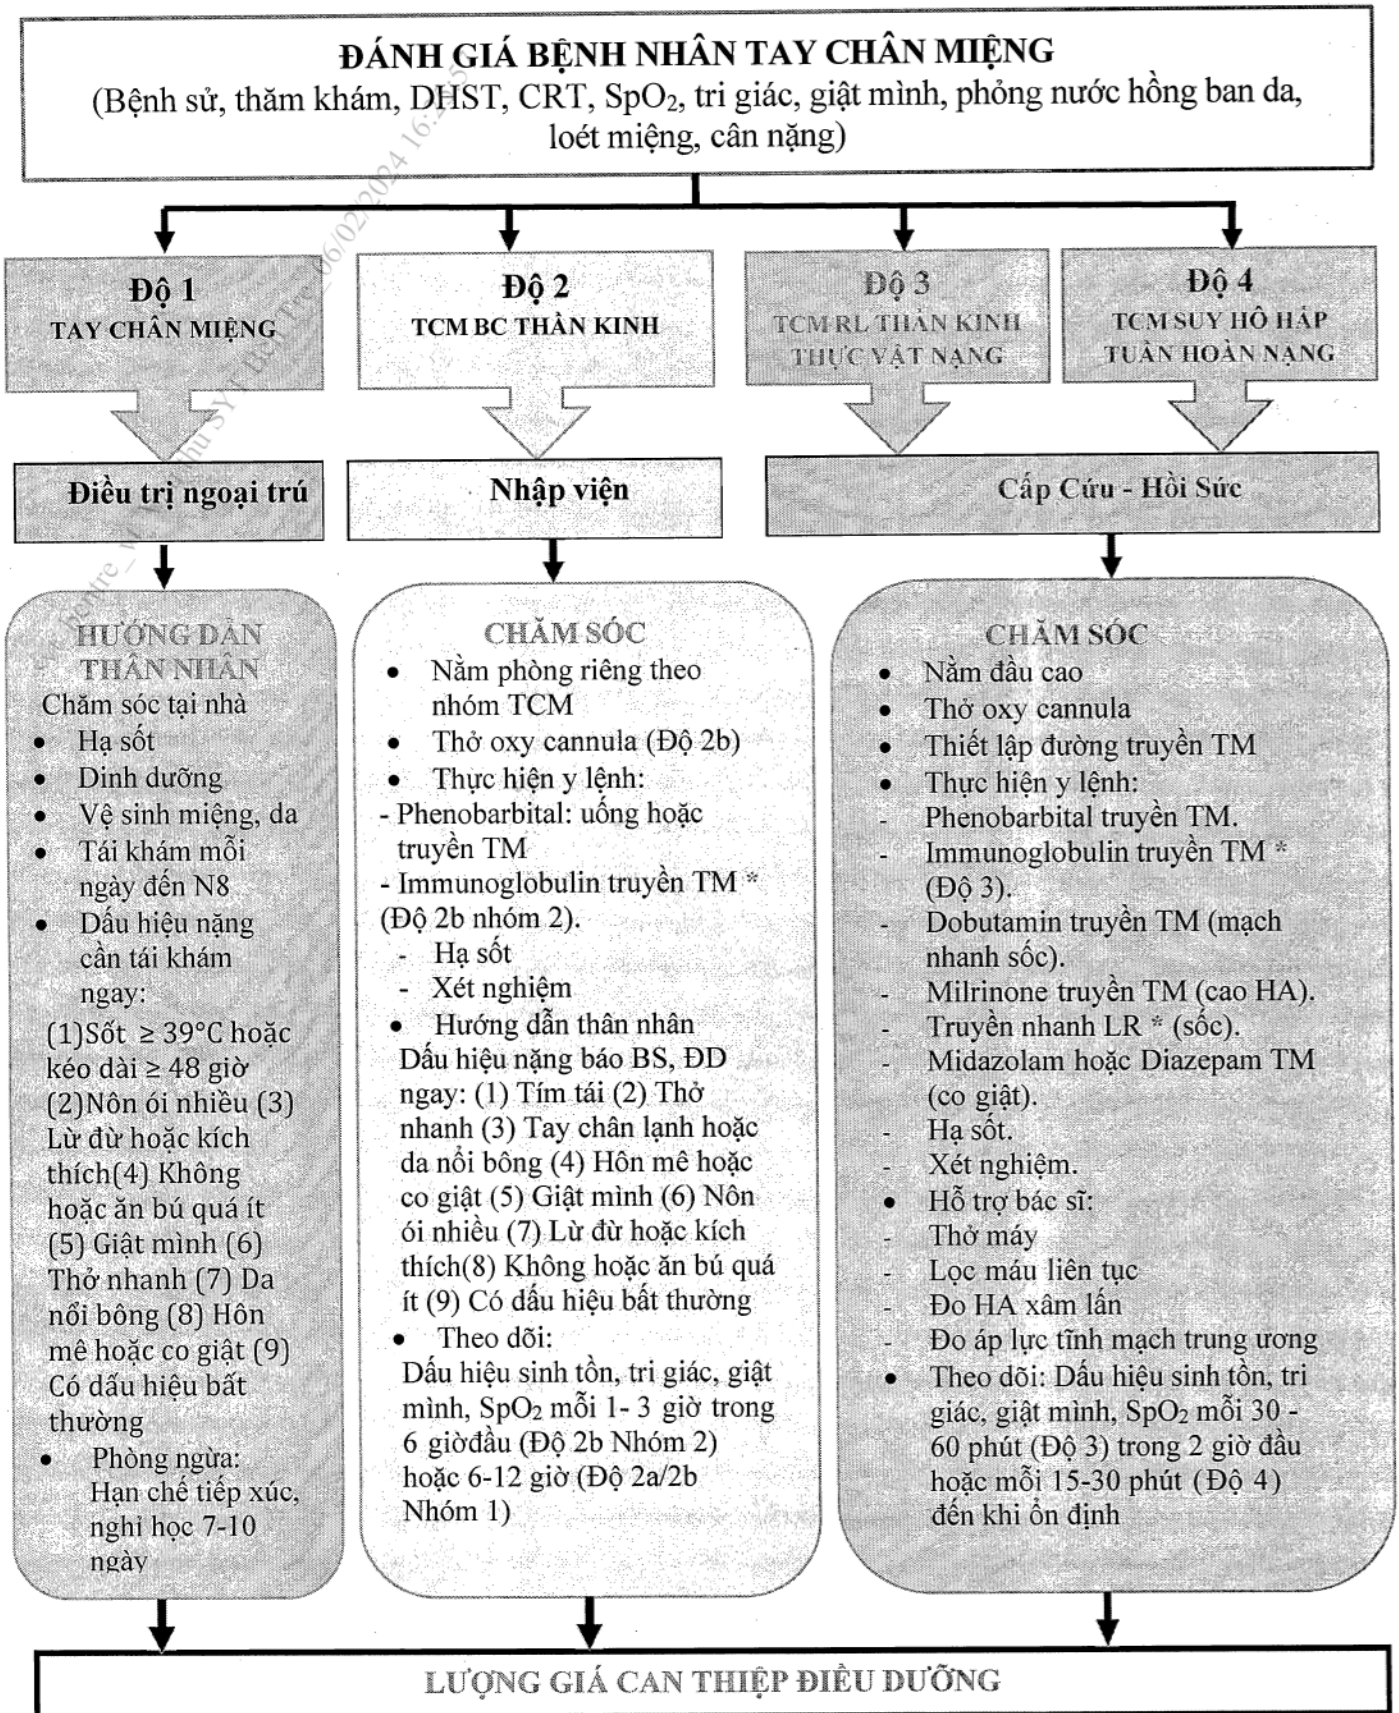 ĐÁNH GIÁ BỆNH NHÂN TAY CHÂN MIỆNG
(Bệnh sử, thăm khám, DHST, CRT, SpO₂, tri giác, giật mình, phỏng nước hồng ban da,
loét miệng, cân nặng)
Độ 1
TAY CHÂN MIỆNG
Độ 2
TCM BC THẦN KINH
Độ 3
TCM RL THẦN KINH
THỰC VẬT NẶNG
Độ 4
TCM SUY HÔ HẤP
TUẦN HOÀN NẶNG
Điều trị ngoại trú
Nhập viện
Cấp Cứu - Hồi Sức
HƯỚNG DẪN
THÂN NHÂN
Chăm sóc tại nhà
• Hạ sốt
• Dinh dưỡng
• Vệ sinh miệng, da
• Tái khám mỗi
ngày đến N8
• Dấu hiệu nặng
cần tái khám
ngay:
(1)Sốt ≥ 39°C hoặc
kéo dài ≥ 48 giờ
(2)Nôn ói nhiều (3)
Lừ đừ hoặc kích
thích(4) Không
hoặc ăn bú quá ít
(5) Giật mình (6)
Thở nhanh (7) Da
nổi bông (8) Hôn
mê hoặc co giật (9)
Có dấu hiệu bất
thường
• Phòng ngừa:
Hạn chế tiếp xúc,
nghi học 7-10
ngày
CHĂM SÓC
• Nằm phòng riêng theo
nhóm TCM
• Thở oxy cannula (Độ 2b)
• Thực hiện y lệnh:
- Phenobarbital: uống hoặc
truyền TM
- Immunoglobulin truyền TM *
(Độ 2b nhóm 2).
- Hạ sốt
- Xét nghiệm
• Hướng dẫn thân nhân
Dấu hiệu nặng báo BS, ĐD
ngay: (1) Tím tái (2) Thở
nhanh (3) Tay chân lạnh hoặc
da nổi bông (4) Hôn mê hoặc
co giật (5) Giật mình (6) Nôn
ói nhiều (7) Lừ đừ hoặc kích
thích(8) Không hoặc ăn bú quá
ít (9) Có dấu hiệu bất thường
• Theo dõi:
Dấu hiệu sinh tồn, tri giác, giật
mình, SpO₂ mỗi 1- 3 giờ trong
6 giờđầu (Độ 2b Nhóm 2)
hoặc 6-12 giờ (Độ 2a/2b
Nhóm 1)
CHĂM SÓC
• Nằm đầu cao
• Thở oxy cannula
• Thiết lập đường truyền TM
• Thực hiện y lệnh:
- Phenobarbital truyền TM.
- Immunoglobulin truyền TM *
(Độ 3).
- Dobutamin truyền TM (mạch
nhanh sốc).
- Milrinone truyền TM (cao HA).
- Truyền nhanh LR * (sốc).
- Midazolam hoặc Diazepam TM
(co giật).
- Hạ sốt.
- Xét nghiệm.
• Hỗ trợ bác sĩ:
- Thở máy
- Lọc máu liên tục
- Đo HA xâm lấn
- Đo áp lực tĩnh mạch trung ương
• Theo dõi: Dấu hiệu sinh tồn, tri
giác, giật mình, SpO₂ mỗi 30 -
60 phút (Độ 3) trong 2 giờ đầu
hoặc mỗi 15-30 phút (Độ 4)
đến khi ổn định
LƯỢNG GIÁ CAN THIỆP ĐIỀU DƯỠNG